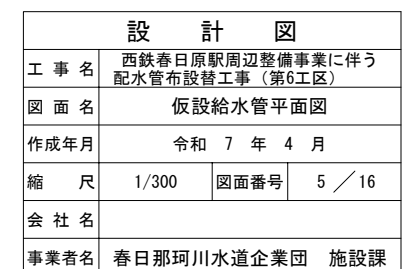 設計図
工事名 西鉄春日原駅周辺整備事業に伴う
配水管布設替工事（第6工区）
図面名 仮設給水管平面図
作成年月 令和 7 年 4 月
縮尺 1/300 図面番号 5／16
会社名
事業者名 春日那珂川水道企業団 施設課